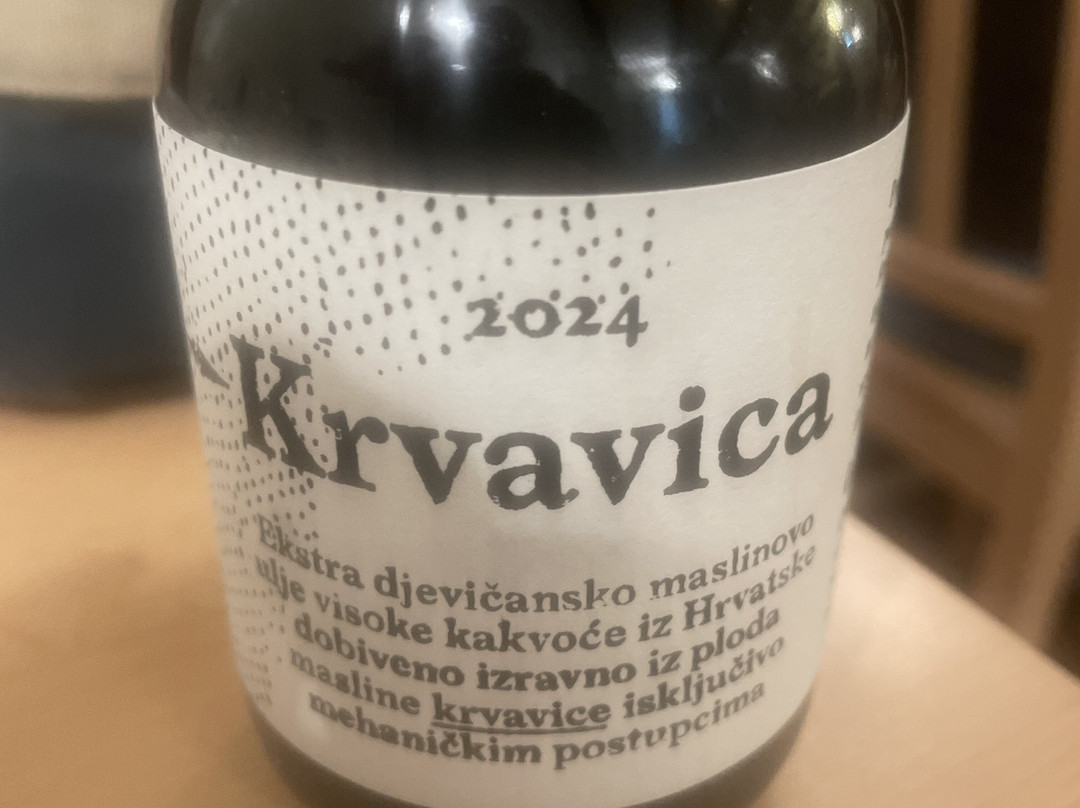 2024
Krvavica
Ekstra djevičansko maslinovo
ulje visoke kakvoće iz Hrvatske
dobiveno izravno iz ploda
masline krvavice isključivo
mehaničkim postupcima